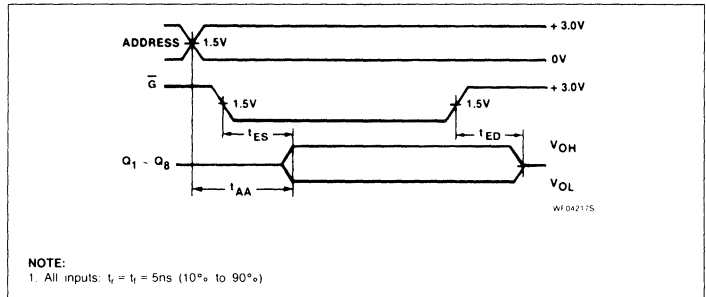 ADDRESS
1.5V
+ 3.0V
0V
G
1.5V
1.5V
+ 3.0V
tES
tED
VOH
Q1 - Q8
tAA
VOL
WF04217S
NOTE:
1. All inputs: tr = tf = 5ns (10°o to 90°o)